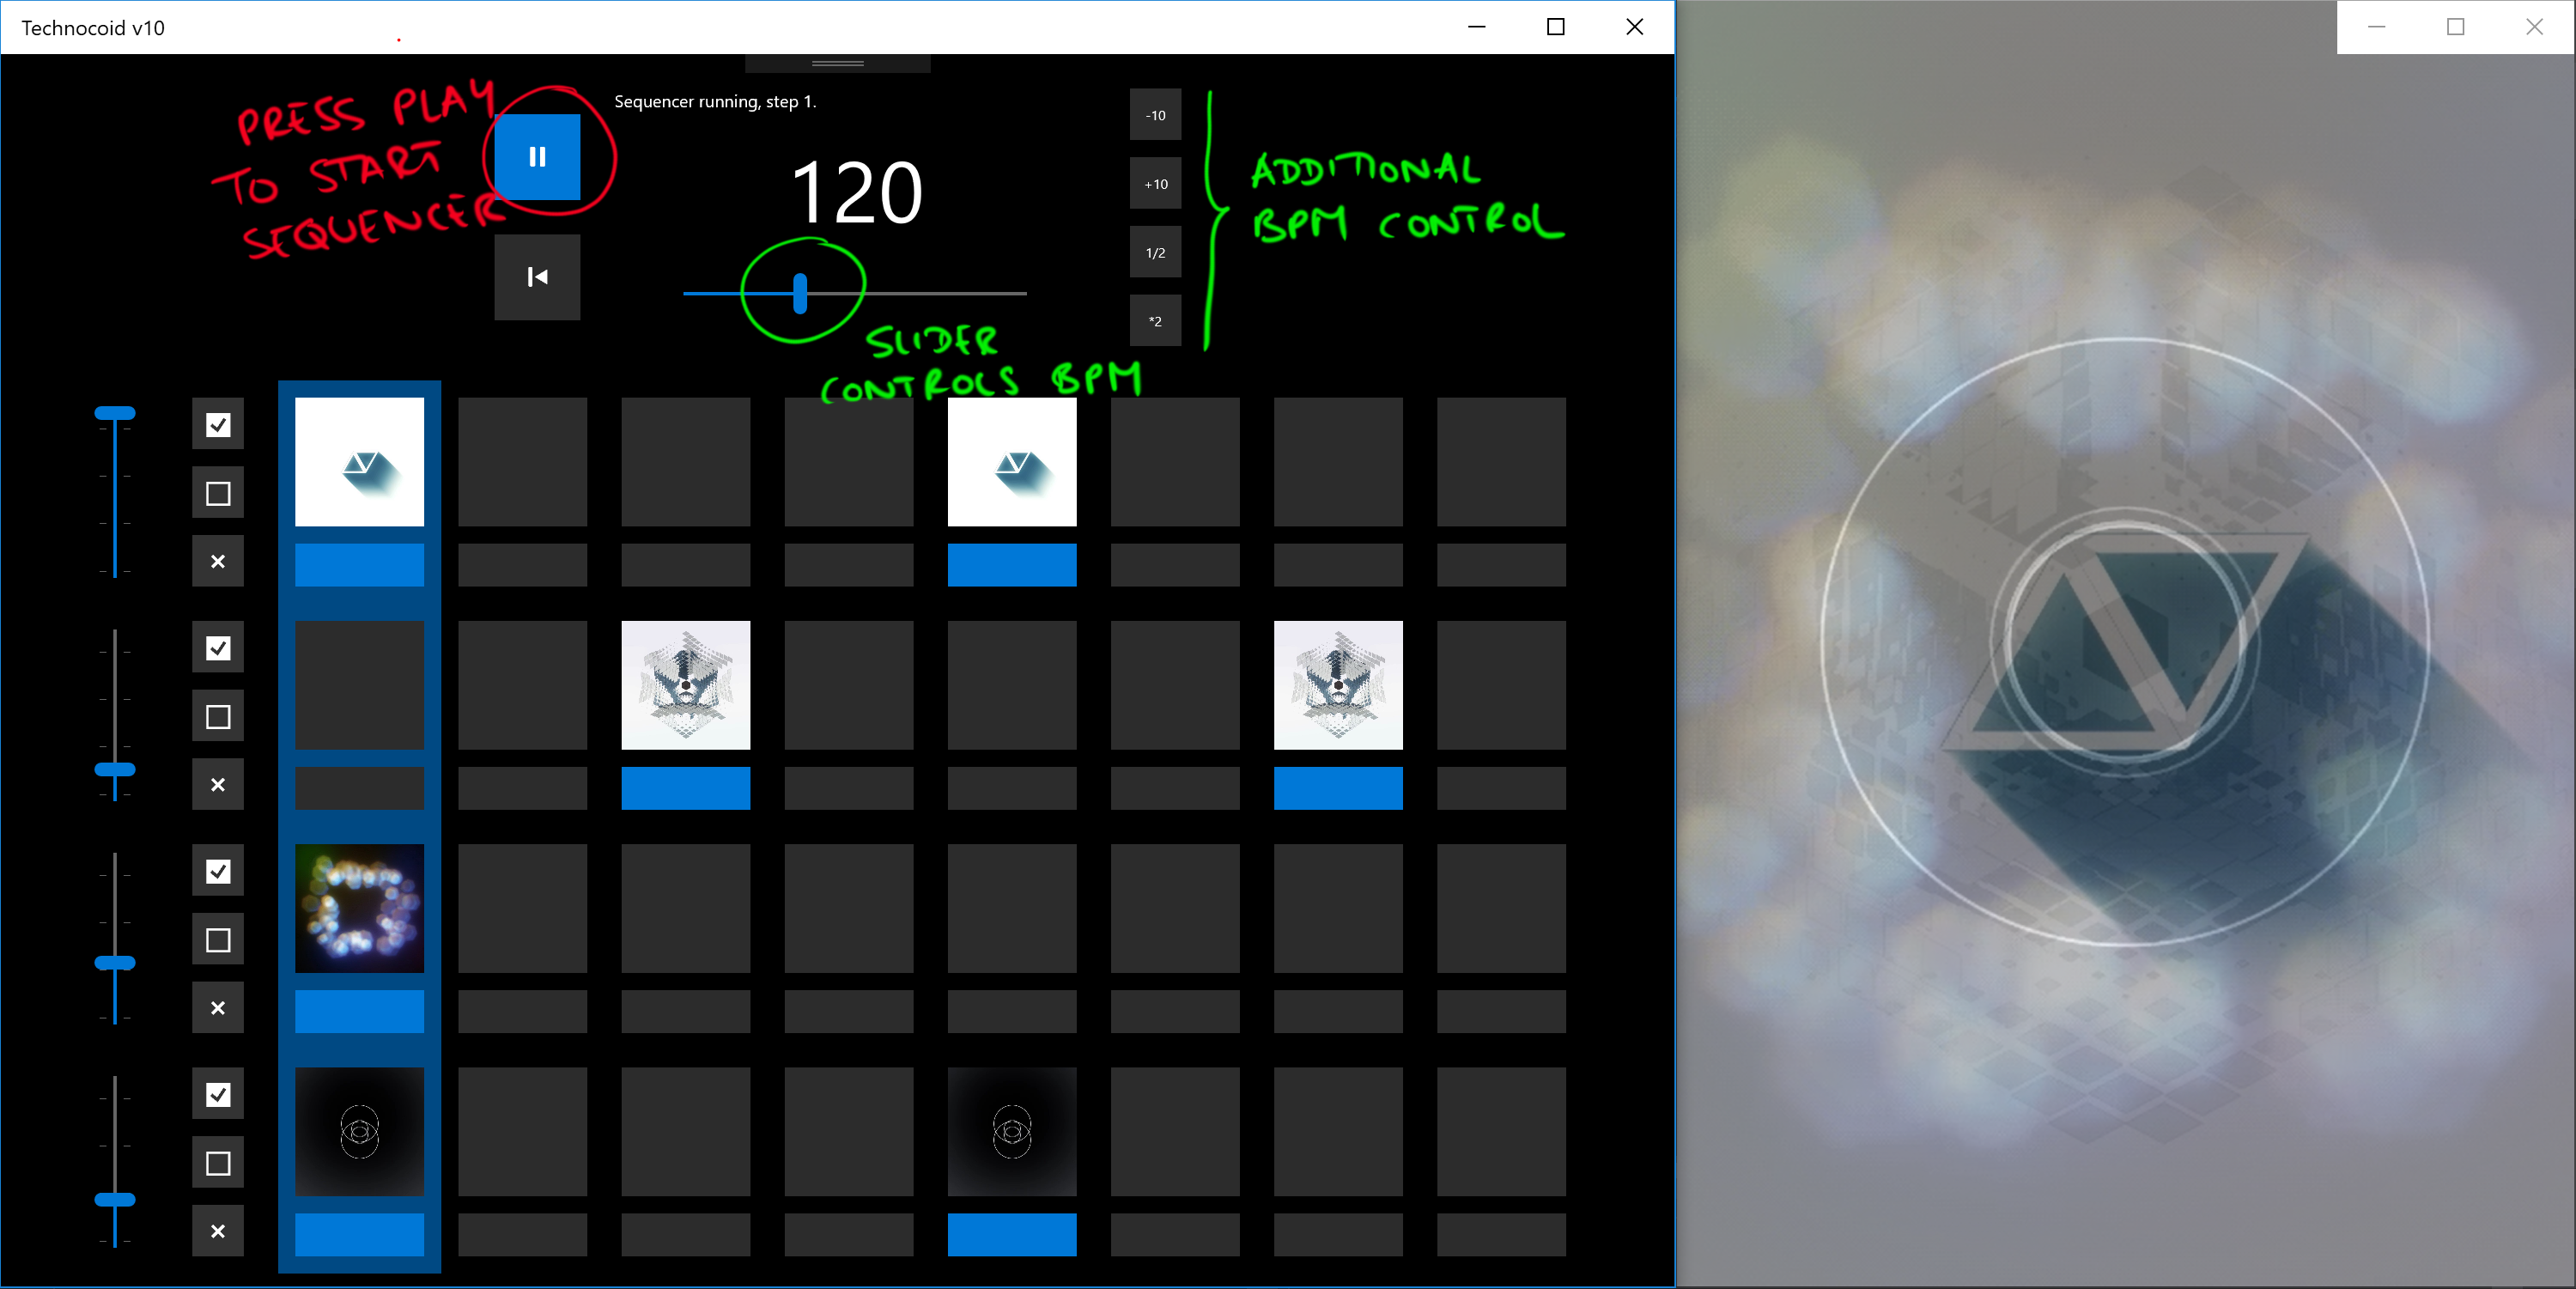 Technocoid v10
PRESS PLAY
TO START
SEQUENCER
Sequencer running, step 1.
120
SLIDER
CONTROLS BPM
-10
+10
1/2
*2
ADDITIONAL
BPM CONTROL